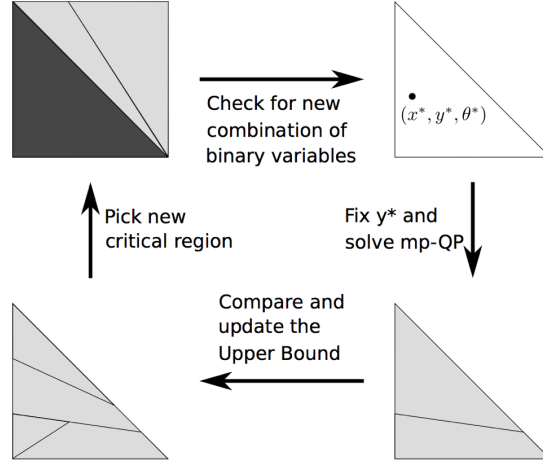 Check for new
combination of
binary variables
(x*, y*, θ*)
Pick new
critical region
Fix y* and
solve mp-QP
Compare and
update the
Upper Bound